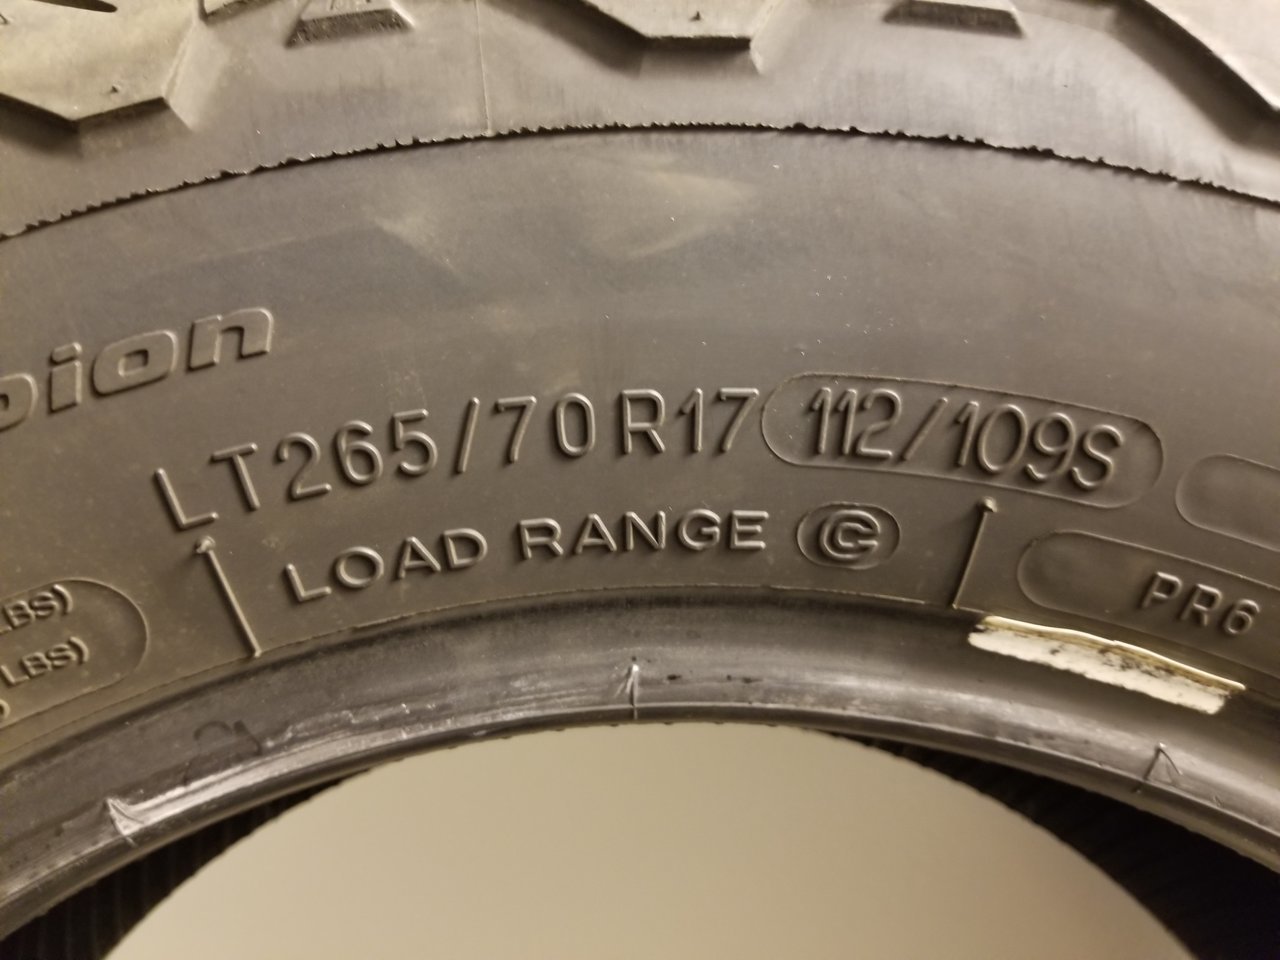 pion
LT265/70 R17 112/109S
LOAD RANGE C
PR6
LBS)
LBS)